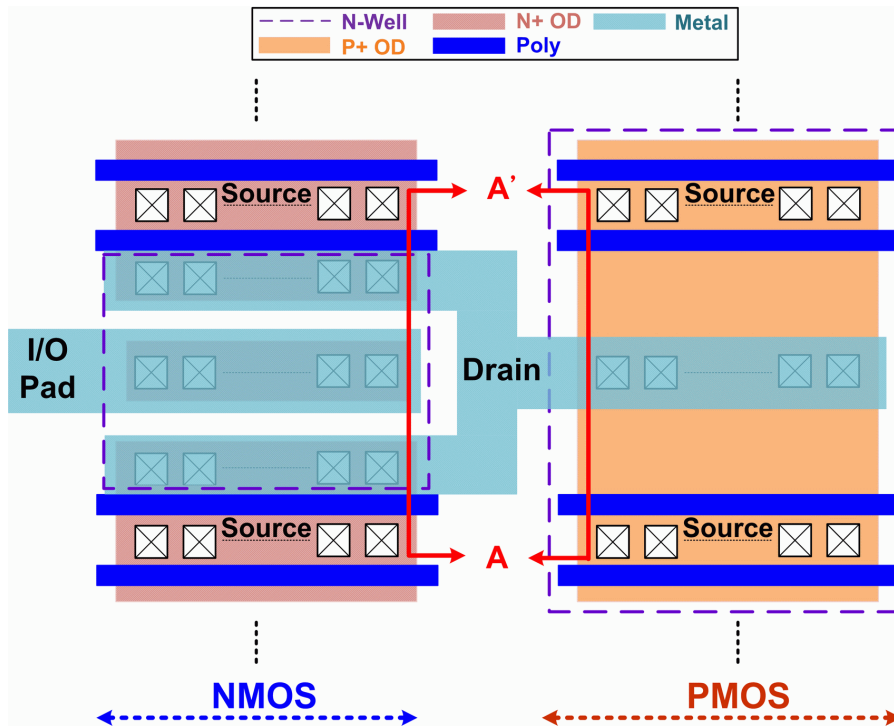 N-Well
N+ OD
Metal
P+ OD
Poly
Source
A’
Source
I/O
Pad
Drain
Source
A
Source
NMOS
PMOS